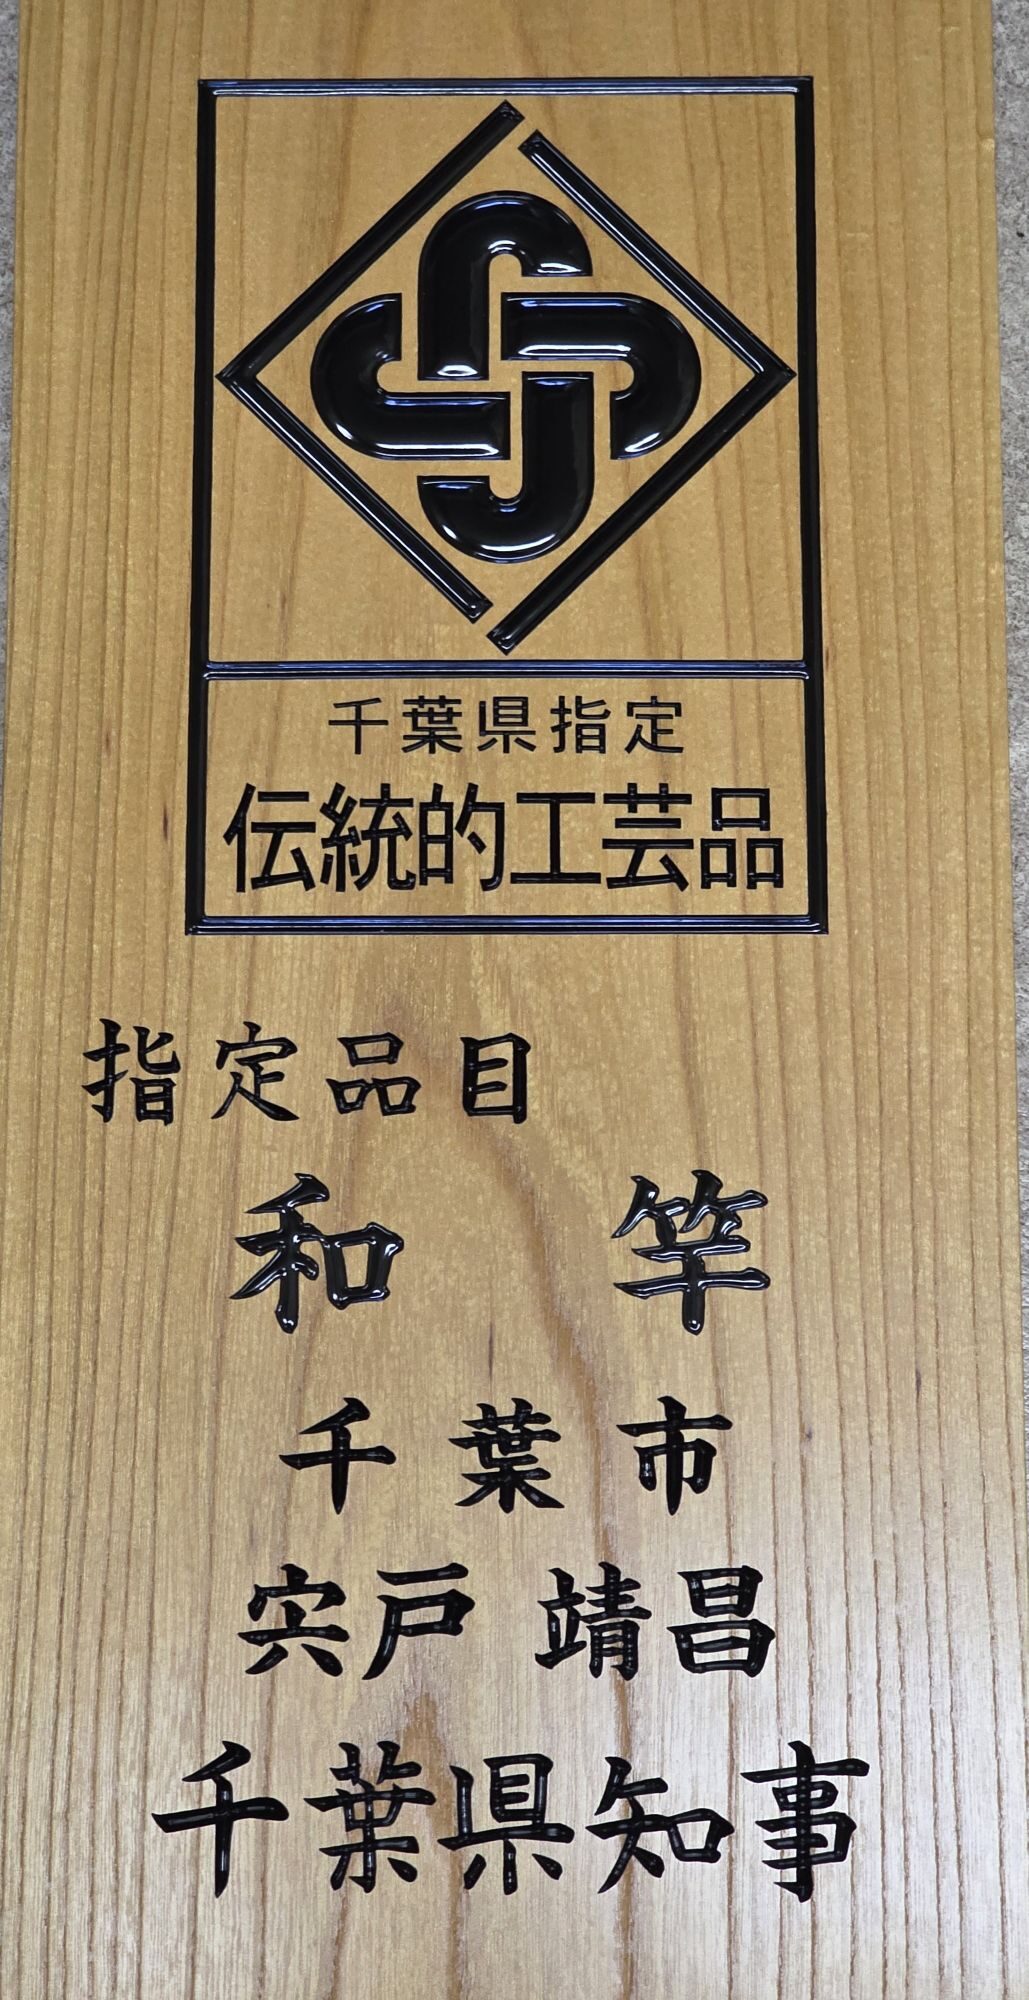 千葉県指定
伝統的工芸品
指定品目
和竿
千葉市
宍戸 靖昌
千葉県知事